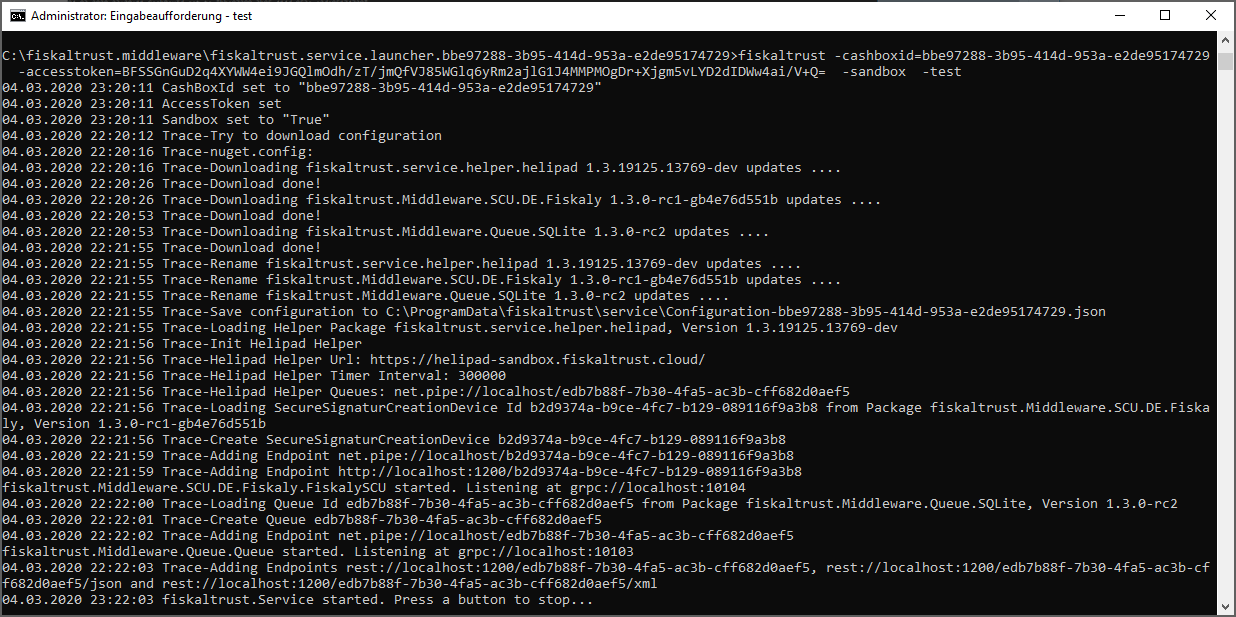 Administrator: Eingabeaufforderung - test
C:\fiskaltrust.middleware\fiskaltrust.service.launcher.bbe97288-3b95-414d-953a-e2de95174729>fiskaltrust -cashboxid=bbe97288-3b95-414d-953a-e2de95174729
-accesstoken=BFSSGnGuD2q4XYWW4ei9JGQlmOdh/zT/jmQfVJ85WGlq6yRm2ajlG1J4MMPMOgDr+Xjgm5vLYD2dIDWw4ai/V+Q= -sandbox -test
04.03.2020 23:20:11 CashBoxId set to "bbe97288-3b95-414d-953a-e2de95174729"
04.03.2020 23:20:11 AccessToken set
04.03.2020 23:20:11 Sandbox set to "True"
04.03.2020 22:20:12 Trace-Try to download configuration
04.03.2020 22:20:16 Trace-nuget.config:
04.03.2020 22:20:16 Trace-Downloading fiskaltrust.service.helper.helipad 1.3.19125.13769-dev updates ....
04.03.2020 22:20:26 Trace-Download done!
04.03.2020 22:20:26 Trace-Downloading fiskaltrust.Middleware.SCU.DE.Fiskaly 1.3.0-rc1-gb4e76d551b updates ....
04.03.2020 22:20:53 Trace-Download done!
04.03.2020 22:20:53 Trace-Downloading fiskaltrust.Middleware.Queue.SQLite 1.3.0-rc2 updates ....
04.03.2020 22:21:55 Trace-Download done!
04.03.2020 22:21:55 Trace-Rename fiskaltrust.service.helper.helipad 1.3.19125.13769-dev updates ....
04.03.2020 22:21:55 Trace-Rename fiskaltrust.Middleware.SCU.DE.Fiskaly 1.3.0-rc1-gb4e76d551b updates ....
04.03.2020 22:21:55 Trace-Rename fiskaltrust.Middleware.Queue.SQLite 1.3.0-rc2 updates ....
04.03.2020 22:21:55 Trace-Save configuration to C:\ProgramData\fiskaltrust\service\Configuration-bbe97288-3b95-414d-953a-e2de95174729.json
04.03.2020 22:21:55 Trace-Loading Helper Package fiskaltrust.service.helper.helipad, Version 1.3.19125.13769-dev
04.03.2020 22:21:56 Trace-Init Helipad Helper
04.03.2020 22:21:56 Trace-Helipad Helper Url: https://helipad-sandbox.fiskaltrust.cloud/
04.03.2020 22:21:56 Trace-Helipad Helper Timer Interval: 300000
04.03.2020 22:21:56 Trace-Helipad Helper Queues: net.pipe://localhost/edb7b88f-7b30-4fa5-ac3b-cff682d0aef5
04.03.2020 22:21:56 Trace-Loading SecureSignaturCreationDevice Id b2d9374a-b9ce-4fc7-b129-089116f9a3b8 from Package fiskaltrust.Middleware.SCU.DE.Fiska
ly, Version 1.3.0-rc1-gb4e76d551b
04.03.2020 22:21:56 Trace-Create SecureSignaturCreationDevice b2d9374a-b9ce-4fc7-b129-089116f9a3b8
04.03.2020 22:21:59 Trace-Adding Endpoint net.pipe://localhost/b2d9374a-b9ce-4fc7-b129-089116f9a3b8
04.03.2020 22:21:59 Trace-Adding Endpoint http://localhost:1200/b2d9374a-b9ce-4fc7-b129-089116f9a3b8
fiskaltrust.Middleware.SCU.DE.Fiskaly.FiskalySCU started. Listening at grpc://localhost:10104
04.03.2020 22:22:00 Trace-Loading Queue Id edb7b88f-7b30-4fa5-ac3b-cff682d0aef5 from Package fiskaltrust.Middleware.Queue.SQLite, Version 1.3.0-rc2
04.03.2020 22:22:01 Trace-Create Queue edb7b88f-7b30-4fa5-ac3b-cff682d0aef5
04.03.2020 22:22:02 Trace-Adding Endpoint net.pipe://localhost/edb7b88f-7b30-4fa5-ac3b-cff682d0aef5
fiskaltrust.Middleware.Queue.Queue started. Listening at grpc://localhost:10103
04.03.2020 22:22:03 Trace-Adding Endpoints rest://localhost:1200/edb7b88f-7b30-4fa5-ac3b-cff682d0aef5, rest://localhost:1200/edb7b88f-7b30-4fa5-ac3b-cf
f682d0aef5/json and rest://localhost:1200/edb7b88f-7b30-4fa5-ac3b-cff682d0aef5/xml
04.03.2020 23:22:03 fiskaltrust.Service started. Press a button to stop...